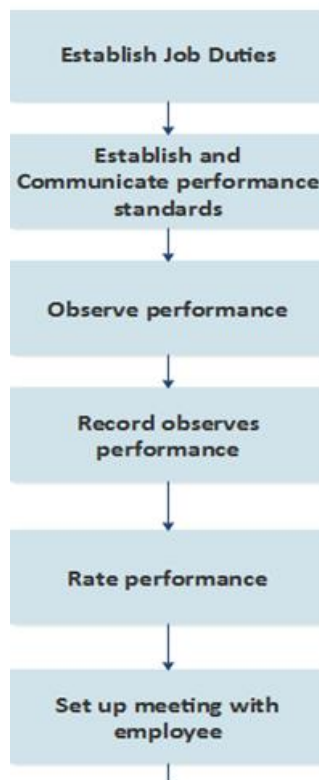 Establish Job Duties
Establish and
Communicate performance
standards
Observe performance
Record observes
performance
Rate performance
Set up meeting with
employee